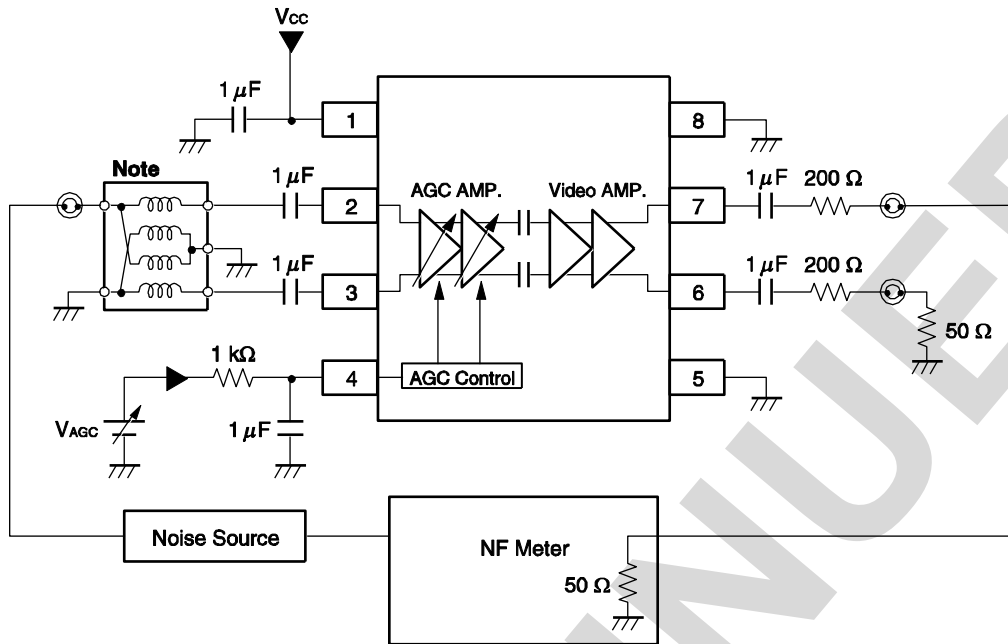 VCC
1 μF
1
8
Note
1 μF
2
AGC AMP.
Video AMP.
7
1 μF
200 Ω
1 μF
3
6
1 μF
200 Ω
50 Ω
1 kΩ
4
AGC Control
5
VAGC
1 μF
Noise Source
NF Meter
50 Ω
NUED